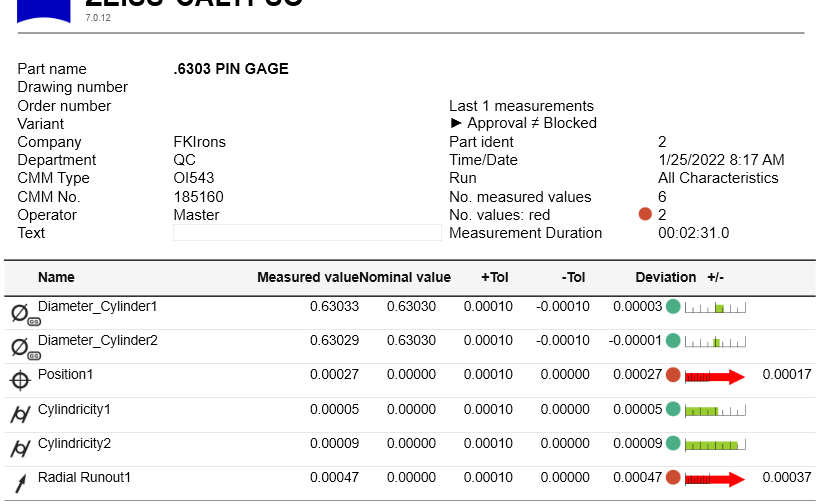 ZEISS CALYPSO
7.0.12
Part name .6303 PIN GAGE
Drawing number
Order number Last 1 measurements
Variant ► Approval ≠ Blocked
Company FKIrons Part ident 2
Department QC Time/Date 1/25/2022 8:17 AM
CMM Type OI543 Run All Characteristics
CMM No. 185160 No. measured values 6
Operator Master No. values: red 2
Text Measurement Duration 00:02:31.0
Name Measured value Nominal value +Tol -Tol Deviation +/-
Diameter_Cylinder1 0.63033 0.63030 0.00010 -0.00010 0.00003
Diameter_Cylinder2 0.63029 0.63030 0.00010 -0.00010 -0.00001
Position1 0.00027 0.00000 0.00010 0.00000 0.00027 0.00017
Cylindricity1 0.00005 0.00000 0.00010 0.00000 0.00005
Cylindricity2 0.00009 0.00000 0.00010 0.00000 0.00009
Radial Runout1 0.00047 0.00000 0.00010 0.00000 0.00047 0.00037